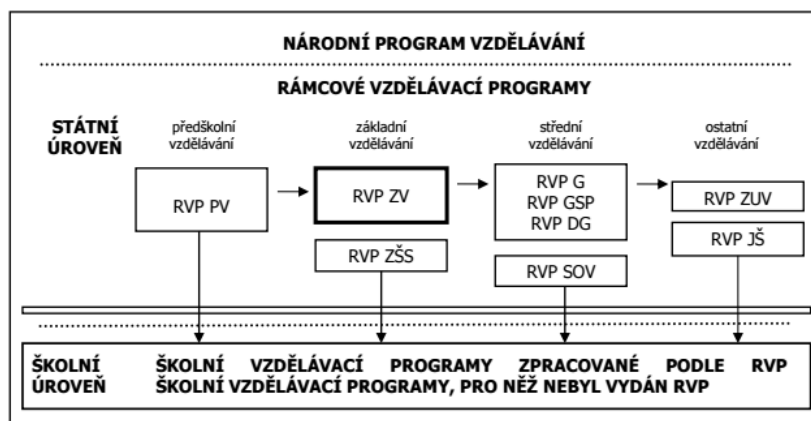 NÁRODNÍ PROGRAM VZDĚLÁVÁNÍ
RÁMCOVÉ VZDĚLÁVACÍ PROGRAMY
STÁTNÍ
ÚROVEŇ
předškolní
vzdělávání
základní
vzdělávání
střední
vzdělávání
ostatní
vzdělávání
RVP PV
RVP ZV
RVP G
RVP GSP
RVP DG
RVP ZUV
RVP ZŠS
RVP SOV
RVP JŠ
ŠKOLNÍ ŠKOLNÍ VZDĚLÁVACÍ PROGRAMY ZPRACOVANÉ PODLE RVP
ÚROVEŇ ŠKOLNÍ VZDĚLÁVACÍ PROGRAMY, PRO NĚŽ NEBYL VYDÁN RVP